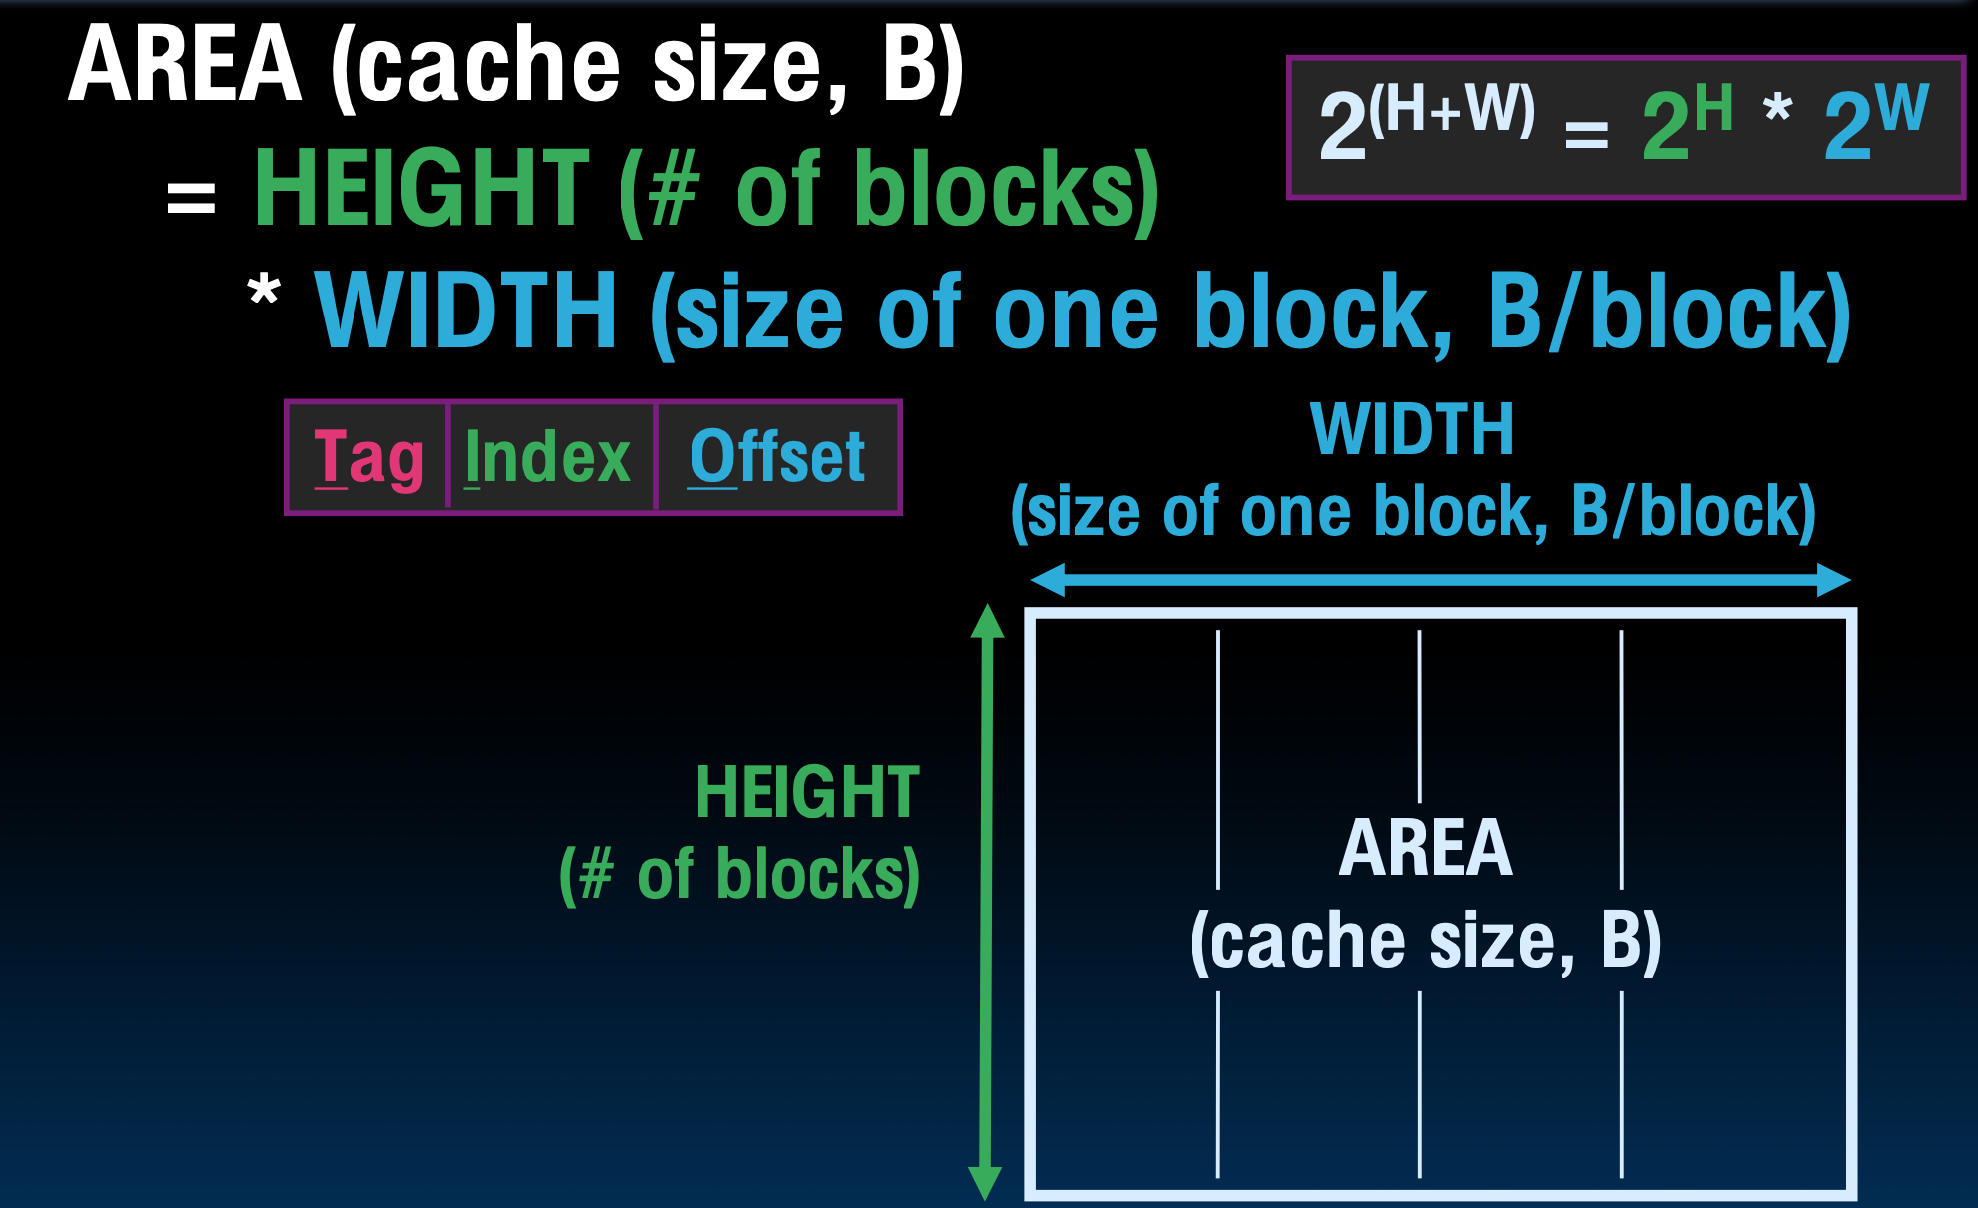 AREA (cache size, B)
= HEIGHT (# of blocks)
* WIDTH (size of one block, B/block)
2^(H+W) = 2^H * 2^W
Tag Index Offset
WIDTH
(size of one block, B/block)
HEIGHT
(# of blocks)
AREA
(cache size, B)